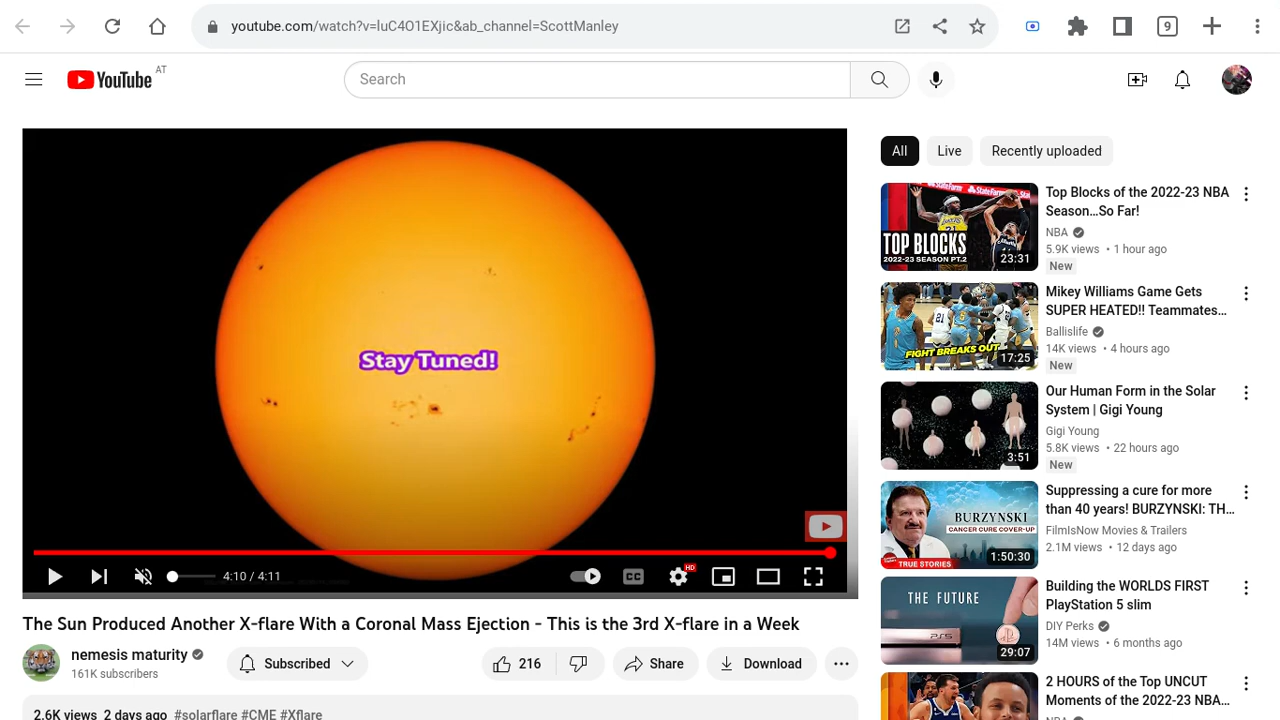 youtube.com/watch?v=luC4O1EXjic&ab_channel=ScottManley
9
YouTube AT
Search
Stay Tuned!
4:10 / 4:11
CC
HD
The Sun Produced Another X-flare With a Coronal Mass Ejection - This is the 3rd X-flare in a Week
nemesis maturity
161K subscribers
Subscribed
216
Share
Download
2.6K views 2 days ago #solarflare #CME #Xflare
All
Live
Recently uploaded
TOP BLOCKS
2022-23 SEASON PT.2
23:31
Top Blocks of the 2022-23 NBA
Season...So Far!
NBA
5.9K views • 1 hour ago
New
21
FIGHT BREAKS OUT
17:25
Mikey Williams Game Gets
SUPER HEATED!! Teammates...
Ballislife
14K views • 4 hours ago
New
3:51
Our Human Form in the Solar
System | Gigi Young
Gigi Young
5.8K views • 22 hours ago
New
BURZYNSKI
CANCER CURE COVER-UP
TRUE STORIES
1:50:30
Suppressing a cure for more
than 40 years! BURZYNSKI: TH...
FilmIsNow Movies & Trailers
2.1M views • 12 days ago
THE FUTURE
PS5
29:07
Building the WORLDS FIRST
PlayStation 5 slim
DIY Perks
14M views • 6 months ago
2 HOURS of the Top UNCUT
Moments of the 2022-23 NBA...
NBA